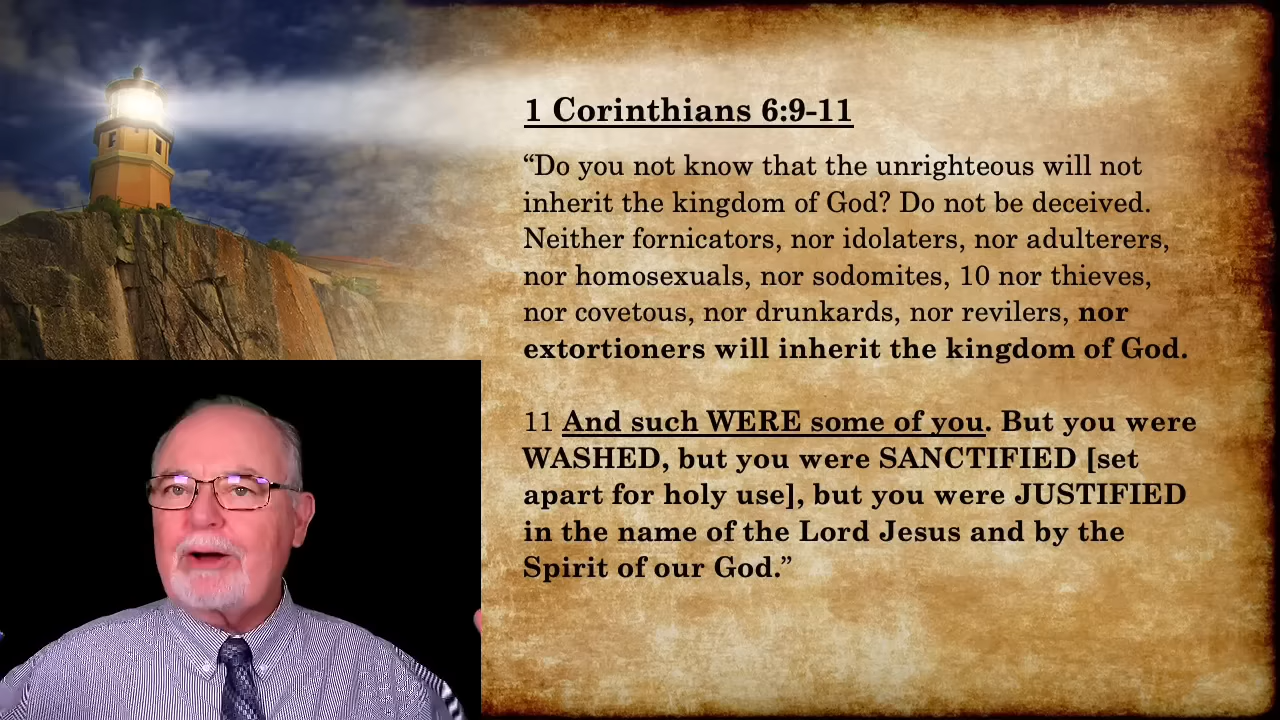 1 Corinthians 6:9-11
“Do you not know that the unrighteous will not
inherit the kingdom of God? Do not be deceived.
Neither fornicators, nor idolaters, nor adulterers,
nor homosexuals, nor sodomites, 10 nor thieves,
nor covetous, nor drunkards, nor revilers, nor
extortioners will inherit the kingdom of God.
11 And such WERE some of you. But you were
WASHED, but you were SANCTIFIED [set
apart for holy use], but you were JUSTIFIED
in the name of the Lord Jesus and by the
Spirit of our God.”